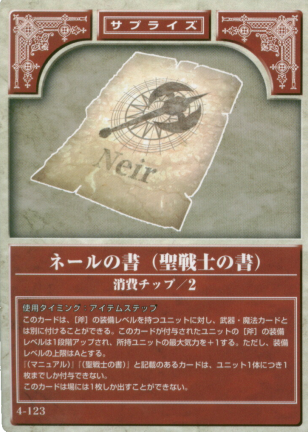 サプライズ
Neir
ネールの書（聖戦士の書）
消費チップ／2
使用タイミング　アイテムステップ
このカードは、［斧］の装備レベルを持つユニットに対し、武器・魔法カードと
は別に付けることができる。このカードが付与されたユニットの［斧］の装備
レベルは1段階アップされ、所持ユニットの最大気力を＋1する。ただし、装備
レベルの上限はAとする。
『（マニュアル）』『（聖戦士の書）』と記載のあるカードは、ユニット1体につき1
枚までしか付与できない。
このカードは場には1枚しか出すことができない。
4-123